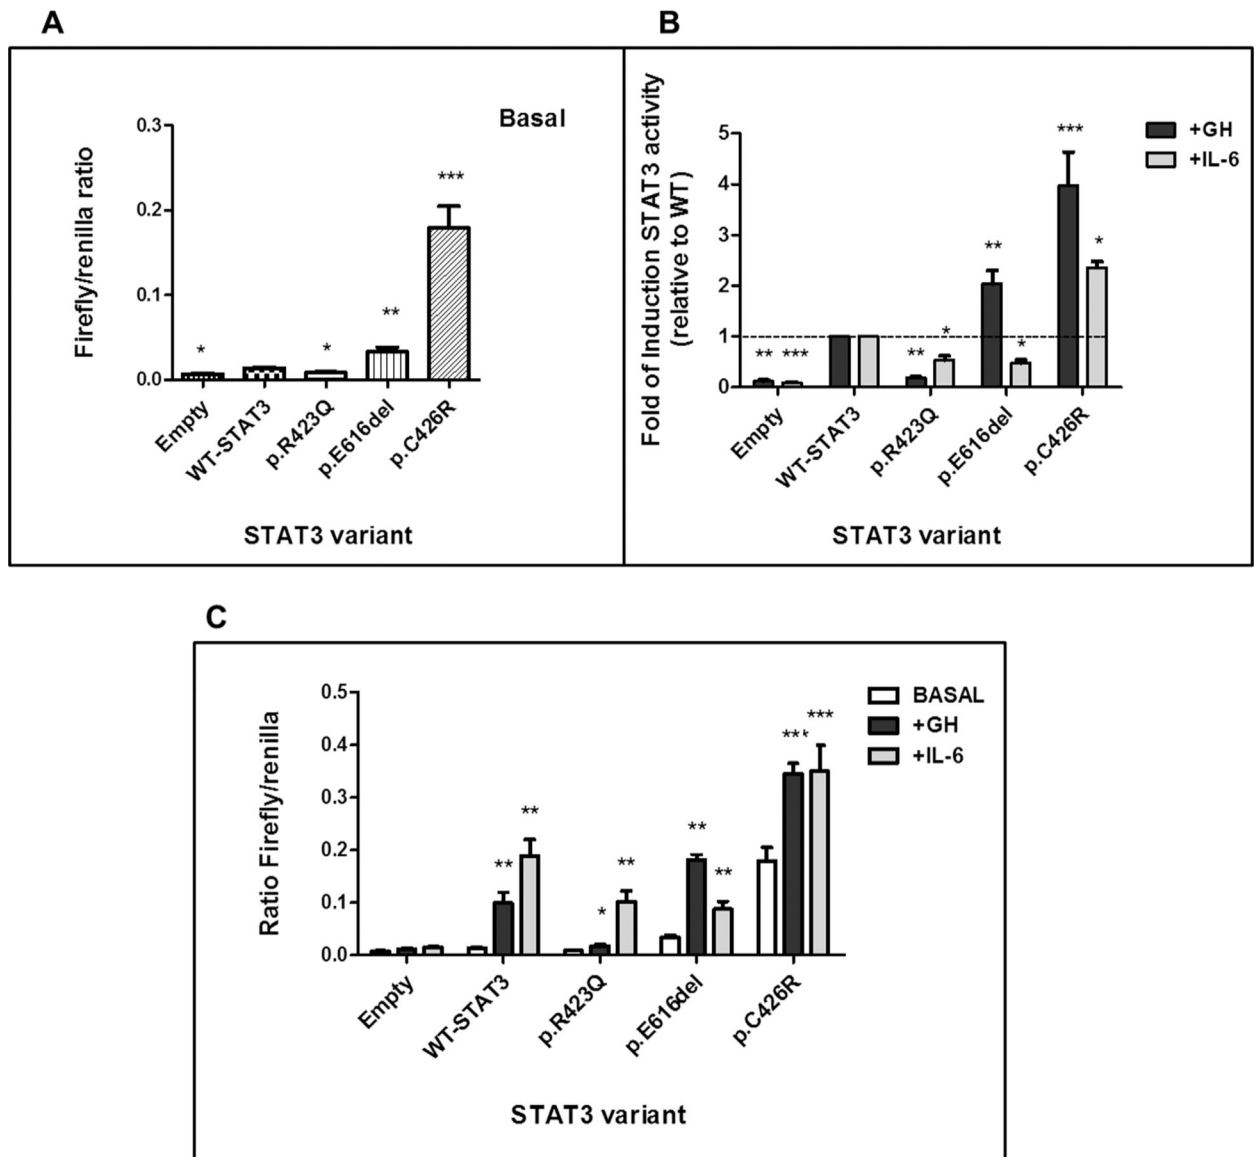 A
Basal
Firefly/renilla ratio
0.3
0.2
0.1
0.0
*
*
**
***
Empty
WT-STAT3
p.R423Q
p.E616del
p.C426R
STAT3 variant
B
Fold of Induction STAT3 activity
(relative to WT)
5
4
3
2
1
0
+GH
+IL-6
**
***
**
*
**
*
***
*
Empty
WT-STAT3
p.R423Q
p.E616del
p.C426R
STAT3 variant
C
Ratio Firefly/renilla
0.5
0.4
0.3
0.2
0.1
0.0
BASAL
+GH
+IL-6
**
**
*
**
**
**
***
***
Empty
WT-STAT3
p.R423Q
p.E616del
p.C426R
STAT3 variant